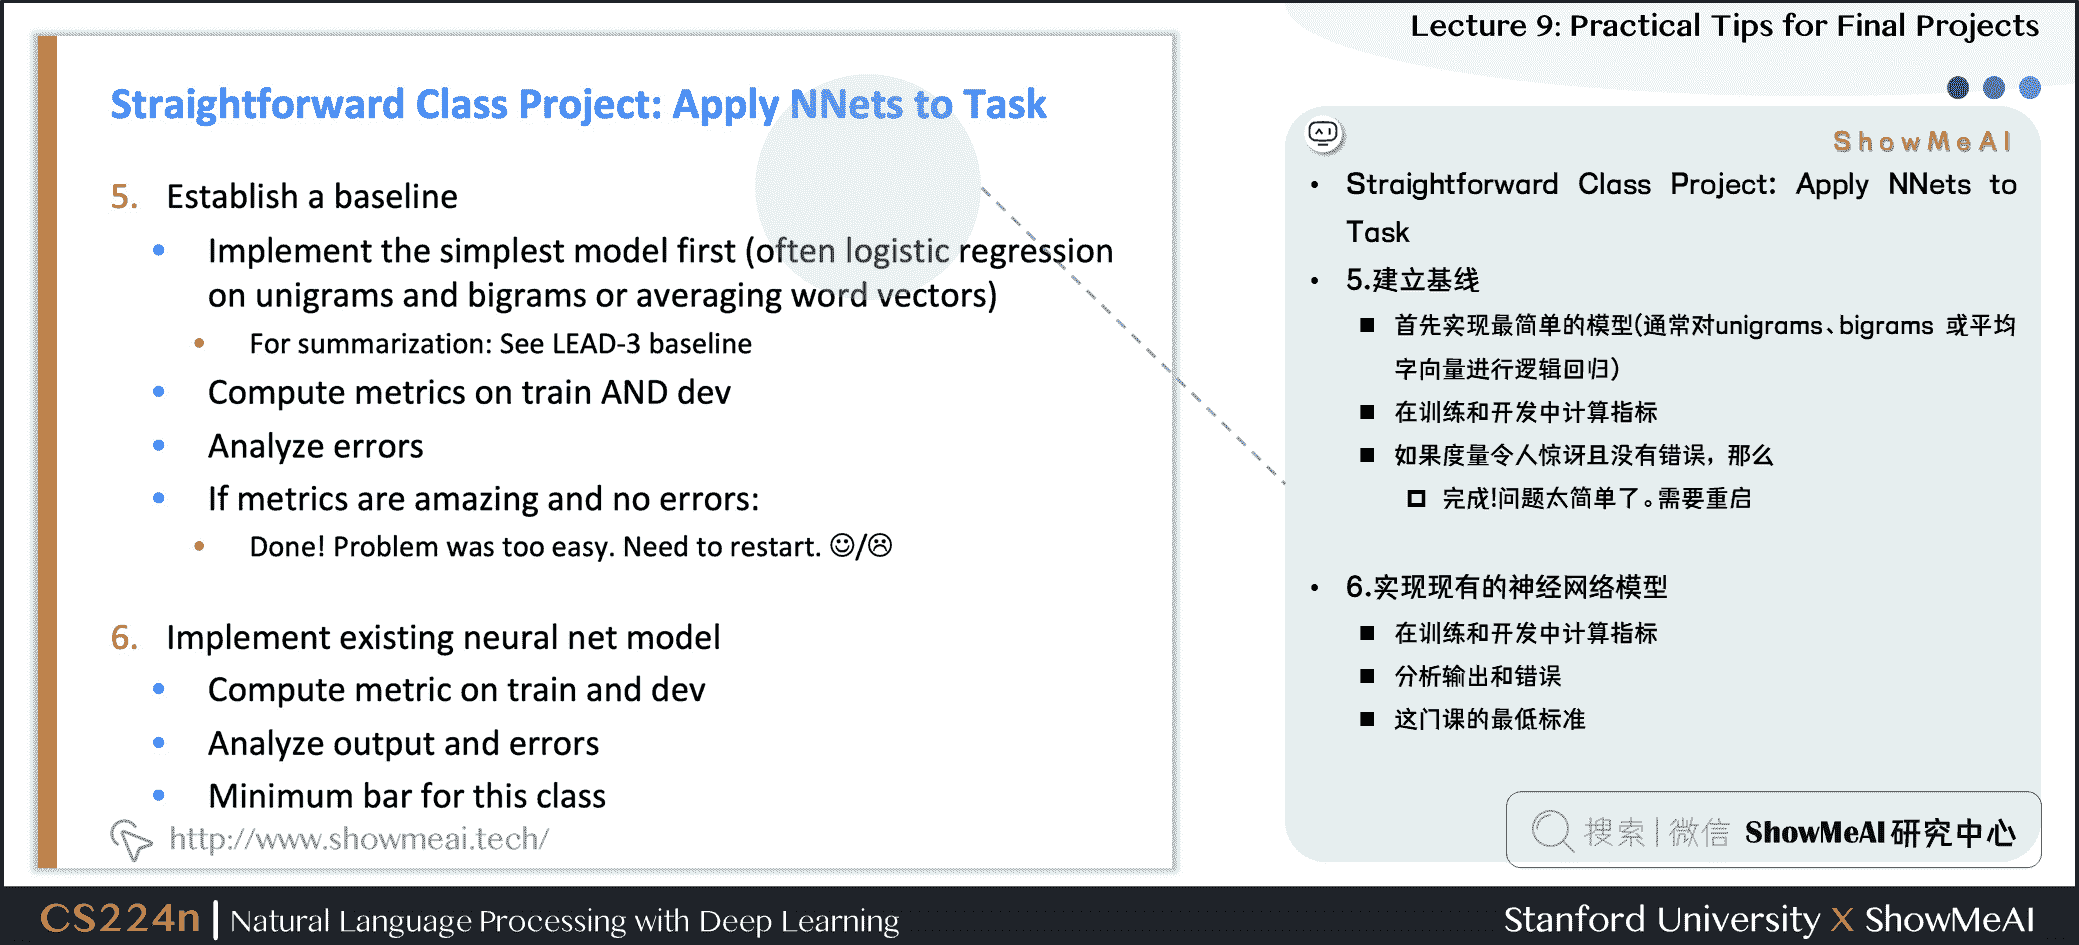 Lecture 9: Practical Tips for Final Projects
Straightforward Class Project: Apply NNets to Task
5. Establish a baseline
• Implement the simplest model first (often logistic regression
on unigrams and bigrams or averaging word vectors)
• For summarization: See LEAD-3 baseline
• Compute metrics on train AND dev
• Analyze errors
• If metrics are amazing and no errors:
• Done! Problem was too easy. Need to restart. ☺/☹
6. Implement existing neural net model
• Compute metric on train and dev
• Analyze output and errors
• Minimum bar for this class
http://www.showmeai.tech/
ShowMeAI
• Straightforward Class Project: Apply NNets to
Task
• 5.建立基线
■ 首先实现最简单的模型(通常对unigrams、bigrams 或平均
字向量进行逻辑回归)
■ 在训练和开发中计算指标
■ 如果度量令人惊讶且没有错误，那么
完成!问题太简单了。需要重启
• 6.实现现有的神经网络模型
■ 在训练和开发中计算指标
■ 分析输出和错误
■ 这门课的最低标准
搜索|微信 ShowMeAI研究中心
CS224n | Natural Language Processing with Deep Learning
Stanford University X ShowMeAI